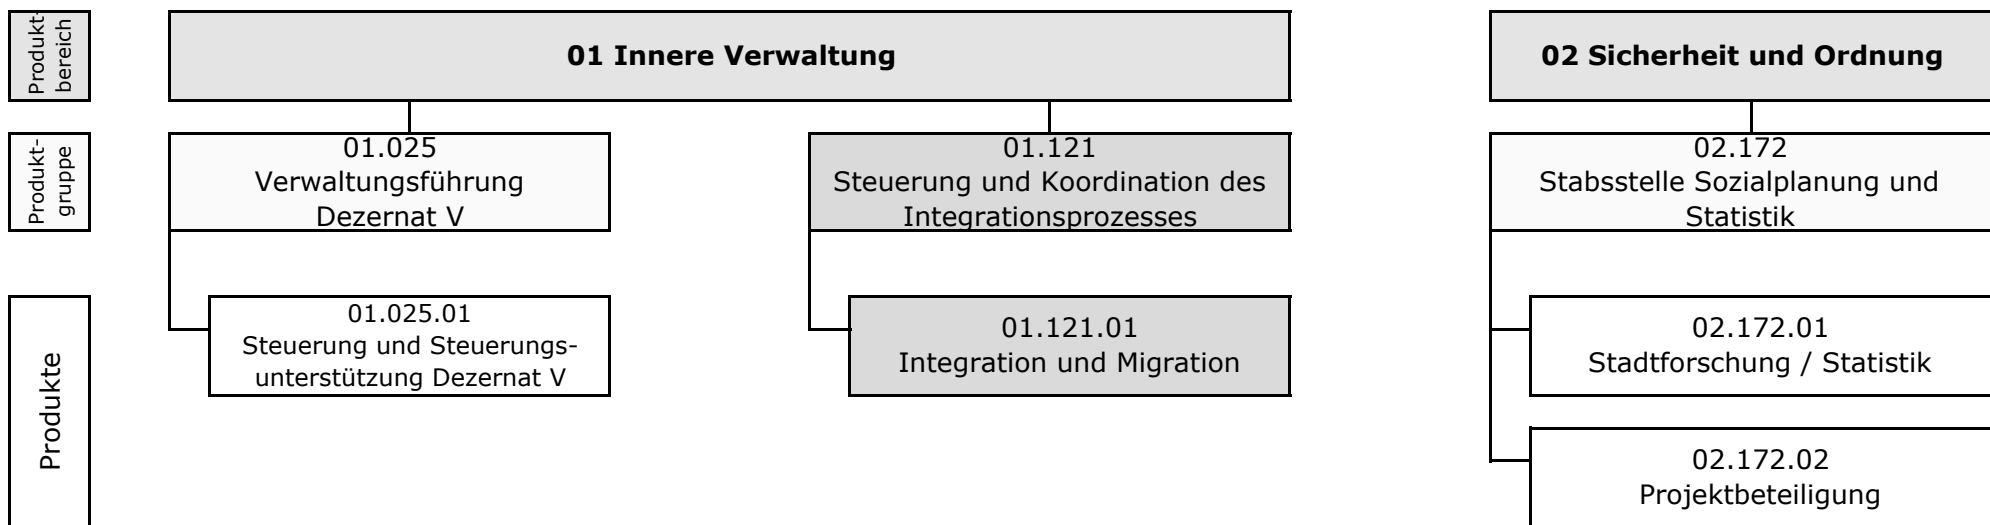 Produkt-
bereich
01 Innere Verwaltung
02 Sicherheit und Ordnung
Produkt-
gruppe
01.025
Verwaltungsführung
Dezernat V
01.121
Steuerung und Koordination des
Integrationsprozesses
02.172
Stabsstelle Sozialplanung und
Statistik
Produkte
01.025.01
Steuerung und Steuerungs-
unterstützung Dezernat V
01.121.01
Integration und Migration
02.172.01
Stadtforschung / Statistik
02.172.02
Projektbeteiligung